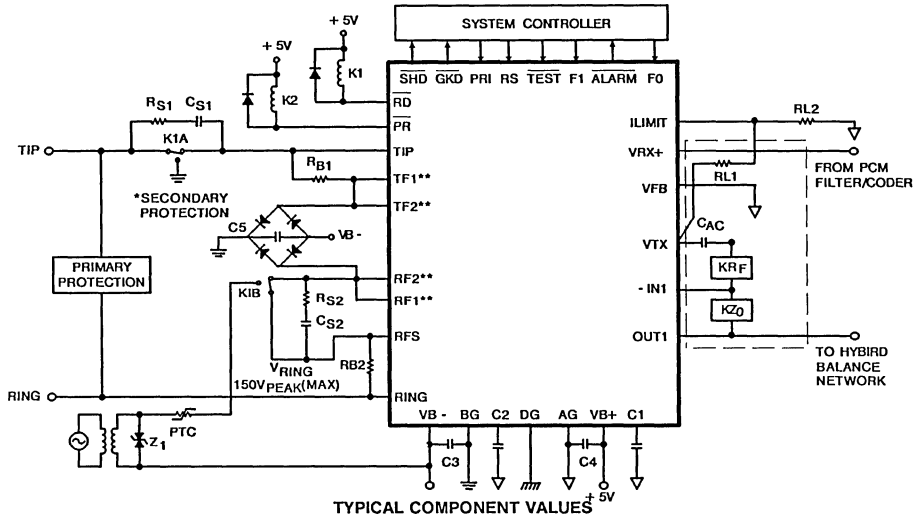 SYSTEM CONTROLLER
+ 5V
+ 5V
K1
K2
SHD GKD PRI RS TEST F1 ALARM F0
RD
PR
RS1 CS1
K1A
TIP
*SECONDARY
PROTECTION
RB1
TIP
TF1**
TF2**
C5
VB -
PRIMARY
PROTECTION
KIB
RS2
CS2
RF2**
RF1**
VRING
150VPEAK(MAX)
RB2
RFS
RING
RING
PTC
Z1
ILIMIT
RL2
VRX+
FROM PCM
FILTER/CODER
RL1
VFB
CAC
VTX
KRF
- IN1
KZ0
OUT1
TO HYBIRD
BALANCE
NETWORK
VB - BG C2 DG AG VB+ C1
C3
C4
+ 5V
TYPICAL COMPONENT VALUES